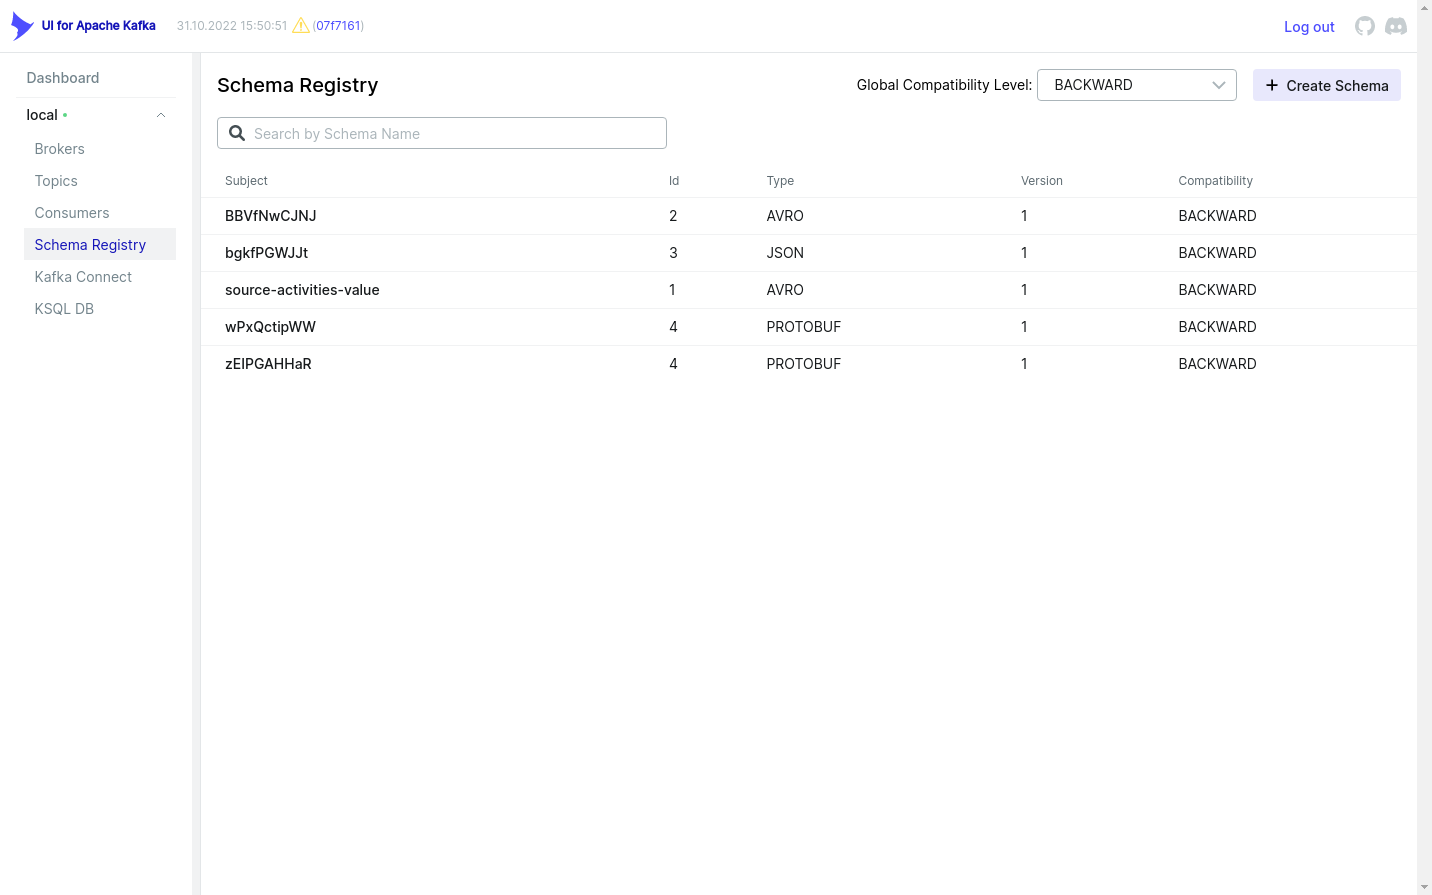 UI for Apache Kafka 31.10.2022 15:50:51 (07f7161) Log out
Dashboard
local
Brokers
Topics
Consumers
Schema Registry
Kafka Connect
KSQL DB
Schema Registry Global Compatibility Level: BACKWARD + Create Schema
Search by Schema Name
Subject Id Type Version Compatibility
BBVfNwCJNJ 2 AVRO 1 BACKWARD
bgkfPGWJJt 3 JSON 1 BACKWARD
source-activities-value 1 AVRO 1 BACKWARD
wPxQctipWW 4 PROTOBUF 1 BACKWARD
zEIPGAHHaR 4 PROTOBUF 1 BACKWARD